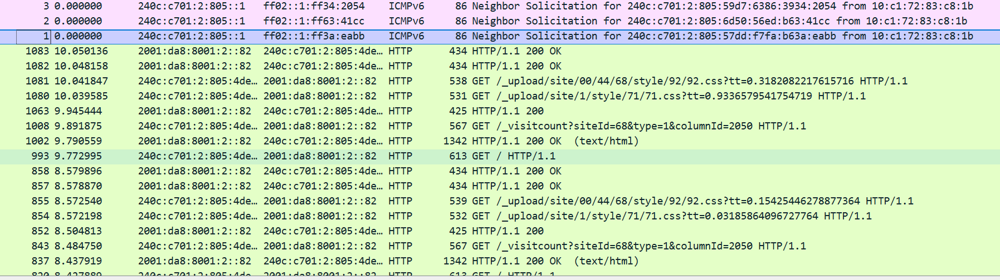 3 0.000000 240c:c701:2:805::1 ff02::1:ff34:2054 ICMPv6 86 Neighbor Solicitation for 240c:c701:2:805:59d7:6386:3934:2054 from 10:c1:72:83:c8:1b
2 0.000000 240c:c701:2:805::1 ff02::1:ff63:41cc ICMPv6 86 Neighbor Solicitation for 240c:c701:2:805:6d50:56ed:b63:41cc from 10:c1:72:83:c8:1b
1 0.000000 240c:c701:2:805::1 ff02::1:ff3a:eabb ICMPv6 86 Neighbor Solicitation for 240c:c701:2:805:57dd:f7fa:b63a:eabb from 10:c1:72:83:c8:1b
1083 10.050136 2001:da8:8001:2::82 240c:c701:2:805:4de… HTTP 434 HTTP/1.1 200 OK
1082 10.048158 2001:da8:8001:2::82 240c:c701:2:805:4de… HTTP 434 HTTP/1.1 200 OK
1081 10.041847 240c:c701:2:805:4de… 2001:da8:8001:2::82 HTTP 538 GET /_upload/site/00/44/68/style/92/92.css?tt=0.3182082217615716 HTTP/1.1
1080 10.039585 240c:c701:2:805:4de… 2001:da8:8001:2::82 HTTP 531 GET /_upload/site/1/style/71/71.css?tt=0.9336579541754719 HTTP/1.1
1063 9.945444 2001:da8:8001:2::82 240c:c701:2:805:4de… HTTP 425 HTTP/1.1 200
1008 9.891875 240c:c701:2:805:4de… 2001:da8:8001:2::82 HTTP 567 GET /_visitcount?siteId=68&type=1&columnId=2050 HTTP/1.1
1002 9.790559 2001:da8:8001:2::82 240c:c701:2:805:4de… HTTP 1342 HTTP/1.1 200 OK (text/html)
993 9.772995 240c:c701:2:805:4de… 2001:da8:8001:2::82 HTTP 613 GET / HTTP/1.1
858 8.579896 2001:da8:8001:2::82 240c:c701:2:805:4de… HTTP 434 HTTP/1.1 200 OK
857 8.578870 2001:da8:8001:2::82 240c:c701:2:805:4de… HTTP 434 HTTP/1.1 200 OK
855 8.572540 240c:c701:2:805:4de… 2001:da8:8001:2::82 HTTP 539 GET /_upload/site/00/44/68/style/92/92.css?tt=0.15425446278877364 HTTP/1.1
854 8.572198 240c:c701:2:805:4de… 2001:da8:8001:2::82 HTTP 532 GET /_upload/site/1/style/71/71.css?tt=0.03185864096727764 HTTP/1.1
852 8.504813 2001:da8:8001:2::82 240c:c701:2:805:4de… HTTP 425 HTTP/1.1 200
843 8.484750 240c:c701:2:805:4de… 2001:da8:8001:2::82 HTTP 567 GET /_visitcount?siteId=68&type=1&columnId=2050 HTTP/1.1
837 8.437919 2001:da8:8001:2::82 240c:c701:2:805:4de… HTTP 1342 HTTP/1.1 200 OK (text/html)
240c:c701:2:805:4de 2001:da8:8001:2::82 HTTP 613 GET / HTTP/1.1